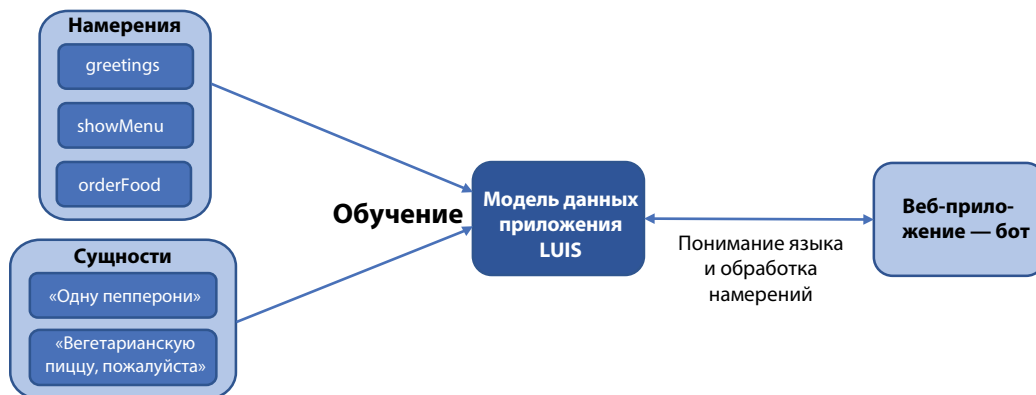 Намерения
greetings
showMenu
orderFood
Обучение
Сущности
«Одну пепперони»
«Вегетарианскую
пиццу, пожалуйста»
Модель данных
приложения
LUIS
Понимание языка
и обработка
намерений
Веб-прило-
жение — бот